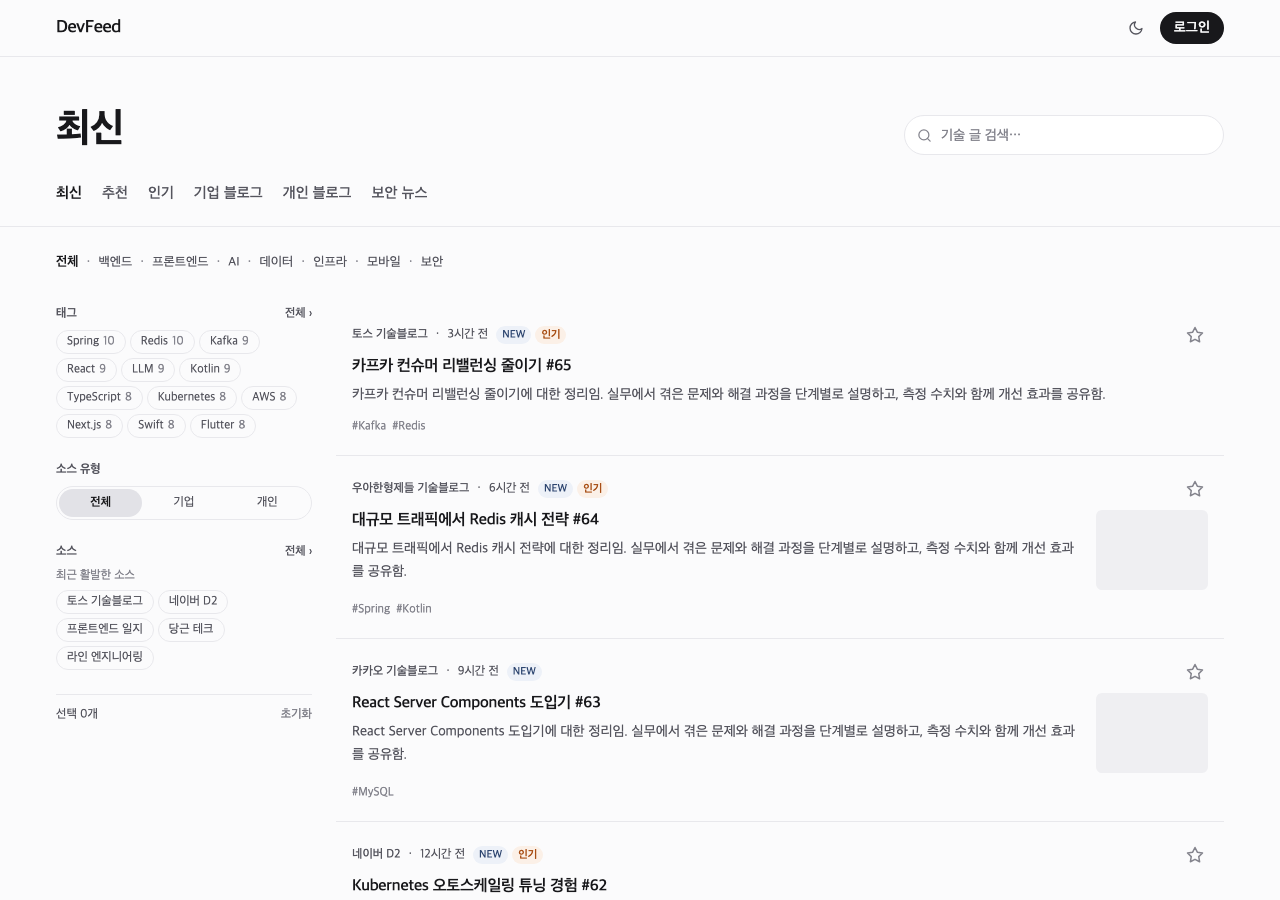 DevFeed
로그인
최신
기술 글 검색…
최신 추천 인기 기업 블로그 개인 블로그 보안 뉴스
전체 · 백엔드 · 프론트엔드 · AI · 데이터 · 인프라 · 모바일 · 보안
태그 전체 ›
Spring 10 Redis 10 Kafka 9
React 9 LLM 9 Kotlin 9
TypeScript 8 Kubernetes 8 AWS 8
Next.js 8 Swift 8 Flutter 8
소스 유형
전체 기업 개인
소스 전체 ›
최근 활발한 소스
토스 기술블로그 네이버 D2
프론트엔드 일지 당근 테크
라인 엔지니어링
선택 0개 초기화
토스 기술블로그 · 3시간 전 NEW 인기
카프카 컨슈머 리밸런싱 줄이기 #65
카프카 컨슈머 리밸런싱 줄이기에 대한 정리임. 실무에서 겪은 문제와 해결 과정을 단계별로 설명하고, 측정 수치와 함께 개선 효과를 공유함.
#Kafka #Redis
우아한형제들 기술블로그 · 6시간 전 NEW 인기
대규모 트래픽에서 Redis 캐시 전략 #64
대규모 트래픽에서 Redis 캐시 전략에 대한 정리임. 실무에서 겪은 문제와 해결 과정을 단계별로 설명하고, 측정 수치와 함께 개선 효과
를 공유함.
#Spring #Kotlin
카카오 기술블로그 · 9시간 전 NEW
React Server Components 도입기 #63
React Server Components 도입기에 대한 정리임. 실무에서 겪은 문제와 해결 과정을 단계별로 설명하고, 측정 수치와 함께 개선 효과
를 공유함.
#MySQL
네이버 D2 · 12시간 전 NEW 인기
Kubernetes 오토스케일링 튜닝 경험 #62